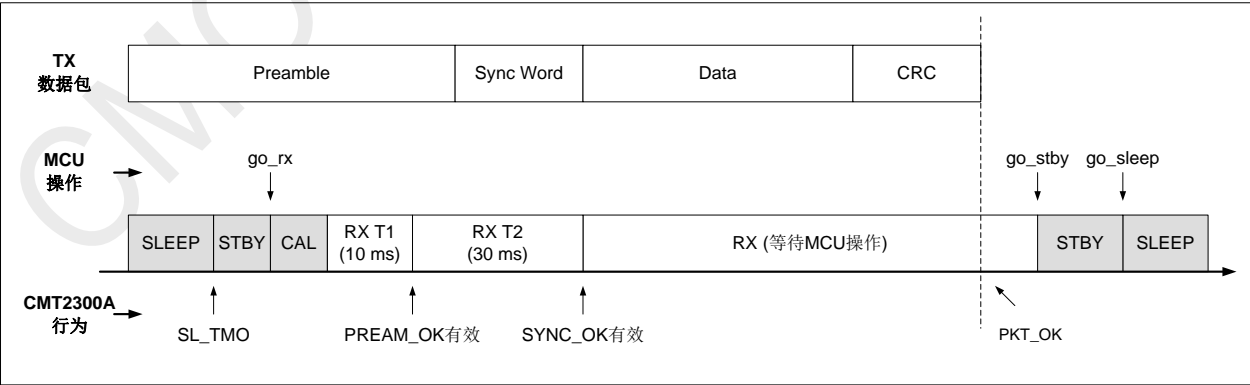 TX
数据包
Preamble
Sync Word
Data
CRC
MCU
操作
go_rx
go_stby
go_sleep
SLEEP
STBY
CAL
RX T1
(10 ms)
RX T2
(30 ms)
RX (等待MCU操作)
STBY
SLEEP
CMT2300A
行为
SL_TMO
PREAM_OK有效
SYNC_OK有效
PKT_OK